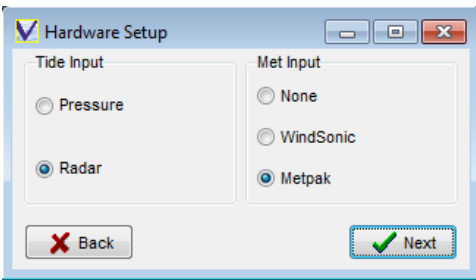 Hardware Setup
Tide Input
Pressure
Radar
Met Input
None
WindSonic
Metpak
Back
Next